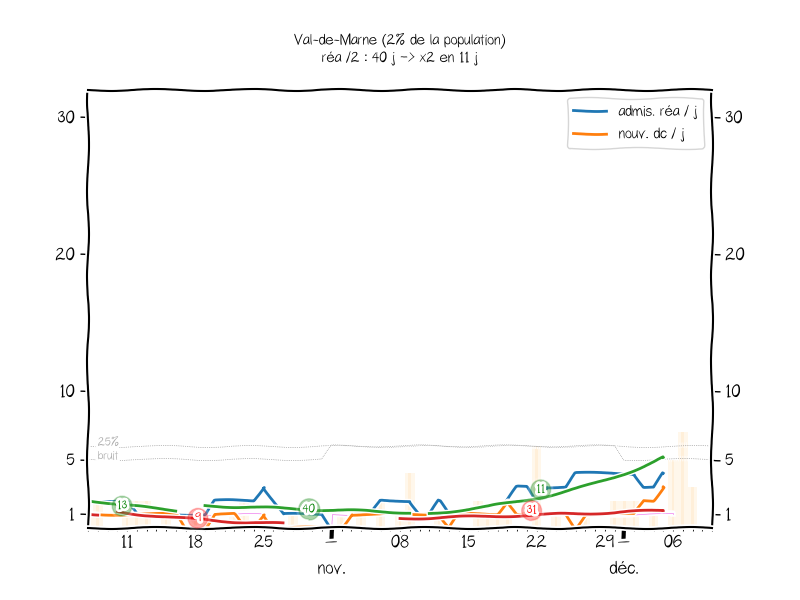 Val-de-Marne (2% de la population)
réa /2 : 40 j -> x2 en 11 j
admis. réa / j
nouv. dc / j
30
30
20
20
10
10
25%
bruit
5
5
13
9
40
11
31
1
1
11 18 25 08 15 22 29 06
nov. déc.